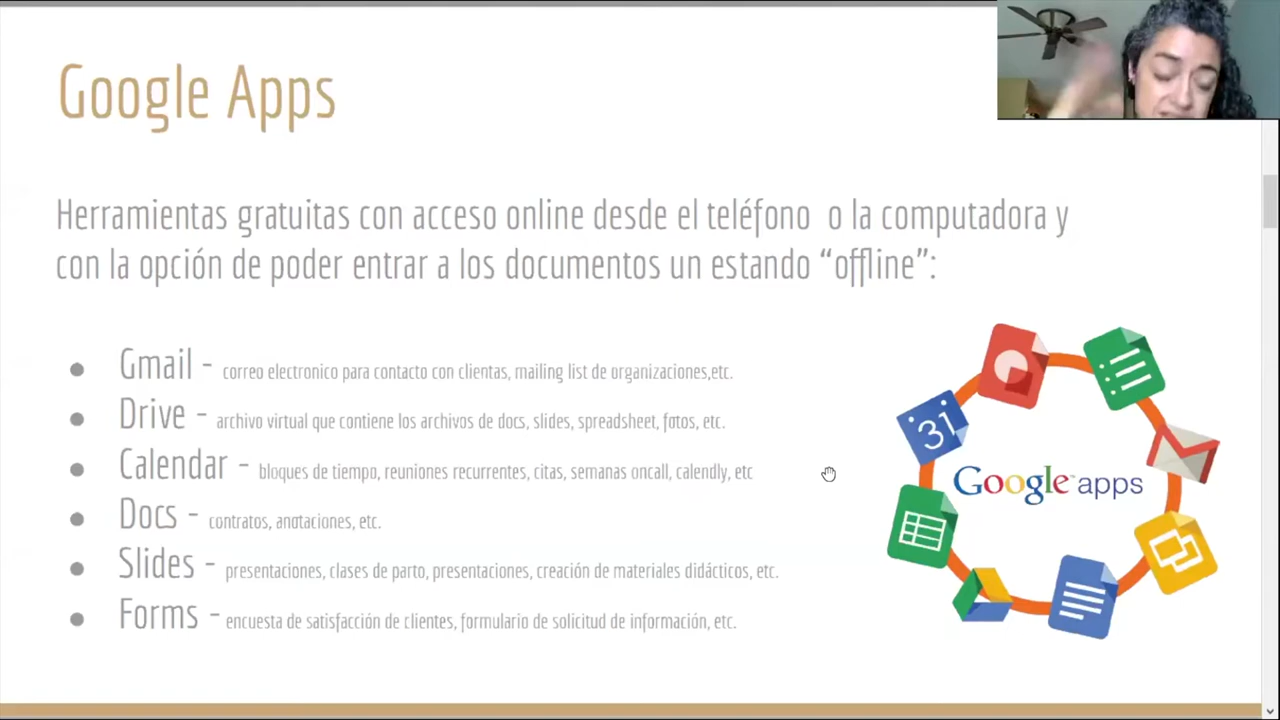 Google Apps
Herramientas gratuitas con acceso online desde el teléfono o la computadora y
con la opción de poder entrar a los documentos un estando “offline”:
● Gmail - correo electronico para contacto con clientas, mailing list de organizaciones,etc.
● Drive - archivo virtual que contiene los archivos de docs, slides, spreadsheet, fotos, etc.
● Calendar - bloques de tiempo, reuniones recurrentes, citas, semanas oncall, calendly, etc
● Docs - contratos, anotaciones, etc.
● Slides - presentaciones, clases de parto, presentaciones, creación de materiales didácticos, etc.
● Forms - encuesta de satisfacción de clientes, formulario de solicitud de información, etc.
31
Google™ apps